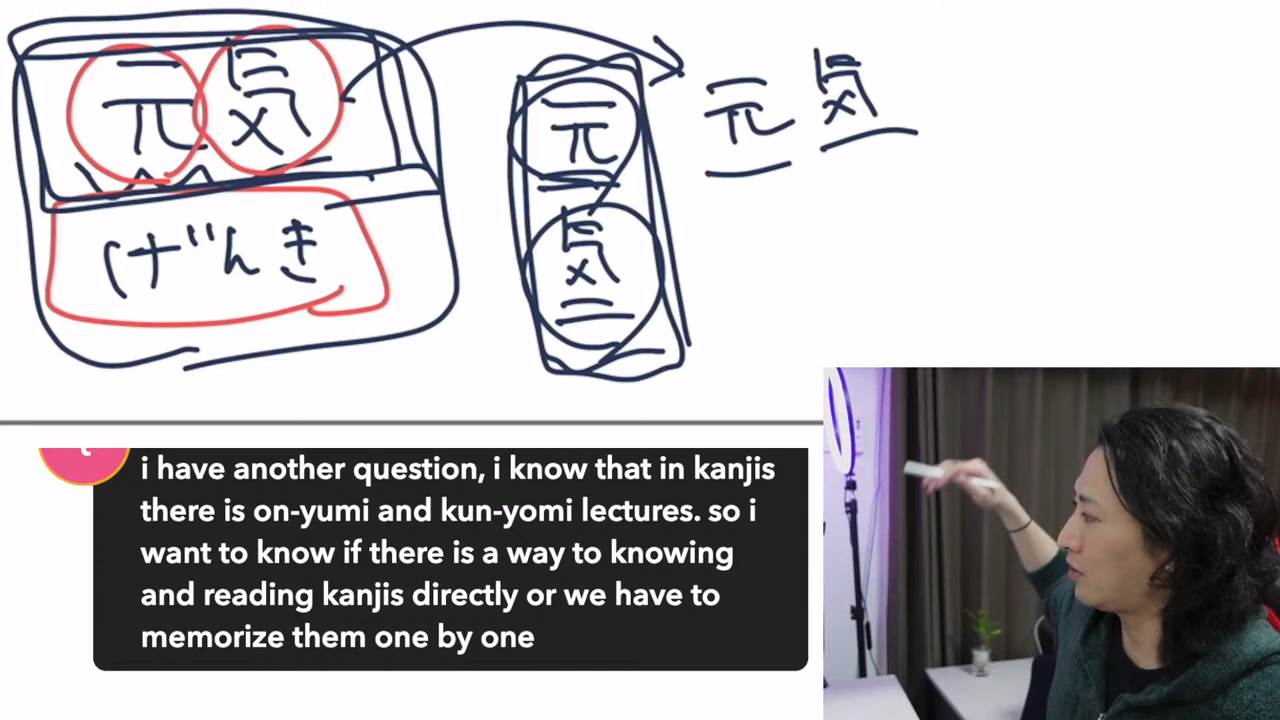 元気
げんき
元
気
元気
i have another question, i know that in kanjis
there is on-yumi and kun-yomi lectures. so i
want to know if there is a way to knowing
and reading kanjis directly or we have to
memorize them one by one